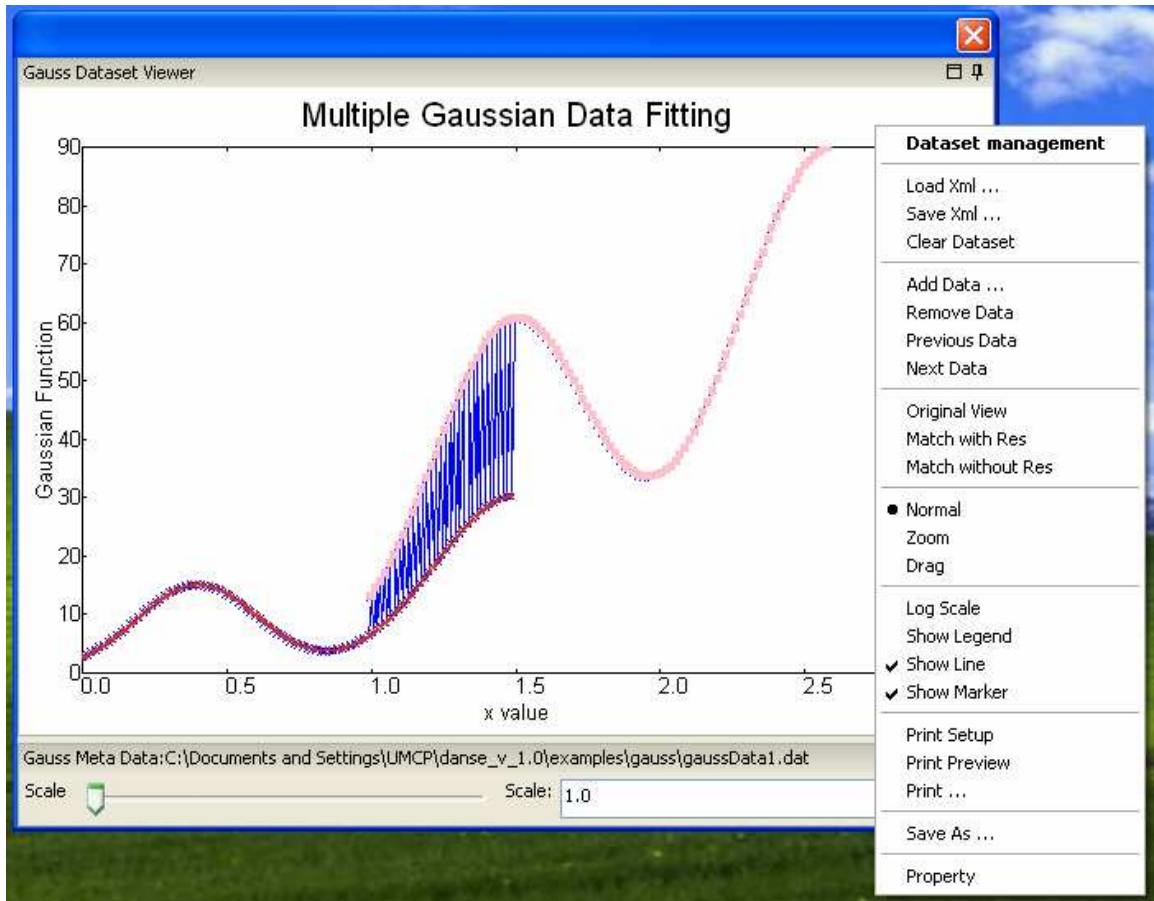 Gauss Dataset Viewer
Multiple Gaussian Data Fitting
90
80
70
60
50
40
30
20
10
0
Gaussian Function
0.0 0.5 1.0 1.5 2.0 2.5
x value
Gauss Meta Data:C:\Documents and Settings\UMCP\danse_v_1.0\examples\gauss\gaussData1.dat
Scale Scale: 1.0
Dataset management
Load Xml ...
Save Xml ...
Clear Dataset
Add Data ...
Remove Data
Previous Data
Next Data
Original View
Match with Res
Match without Res
Normal
Zoom
Drag
Log Scale
Show Legend
Show Line
Show Marker
Print Setup
Print Preview
Print ...
Save As ...
Property